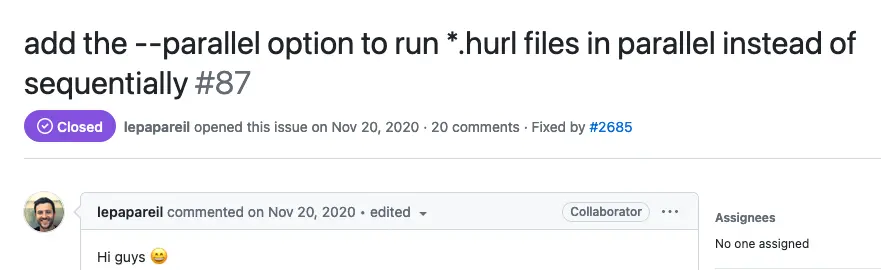 add the --parallel option to run *.hurl files in parallel instead of
sequentially #87
Closed lepapareil opened this issue on Nov 20, 2020 · 20 comments · Fixed by #2685
lepapareil commented on Nov 20, 2020 • edited Collaborator ···
Assignees
No one assigned
Hi guys 😄